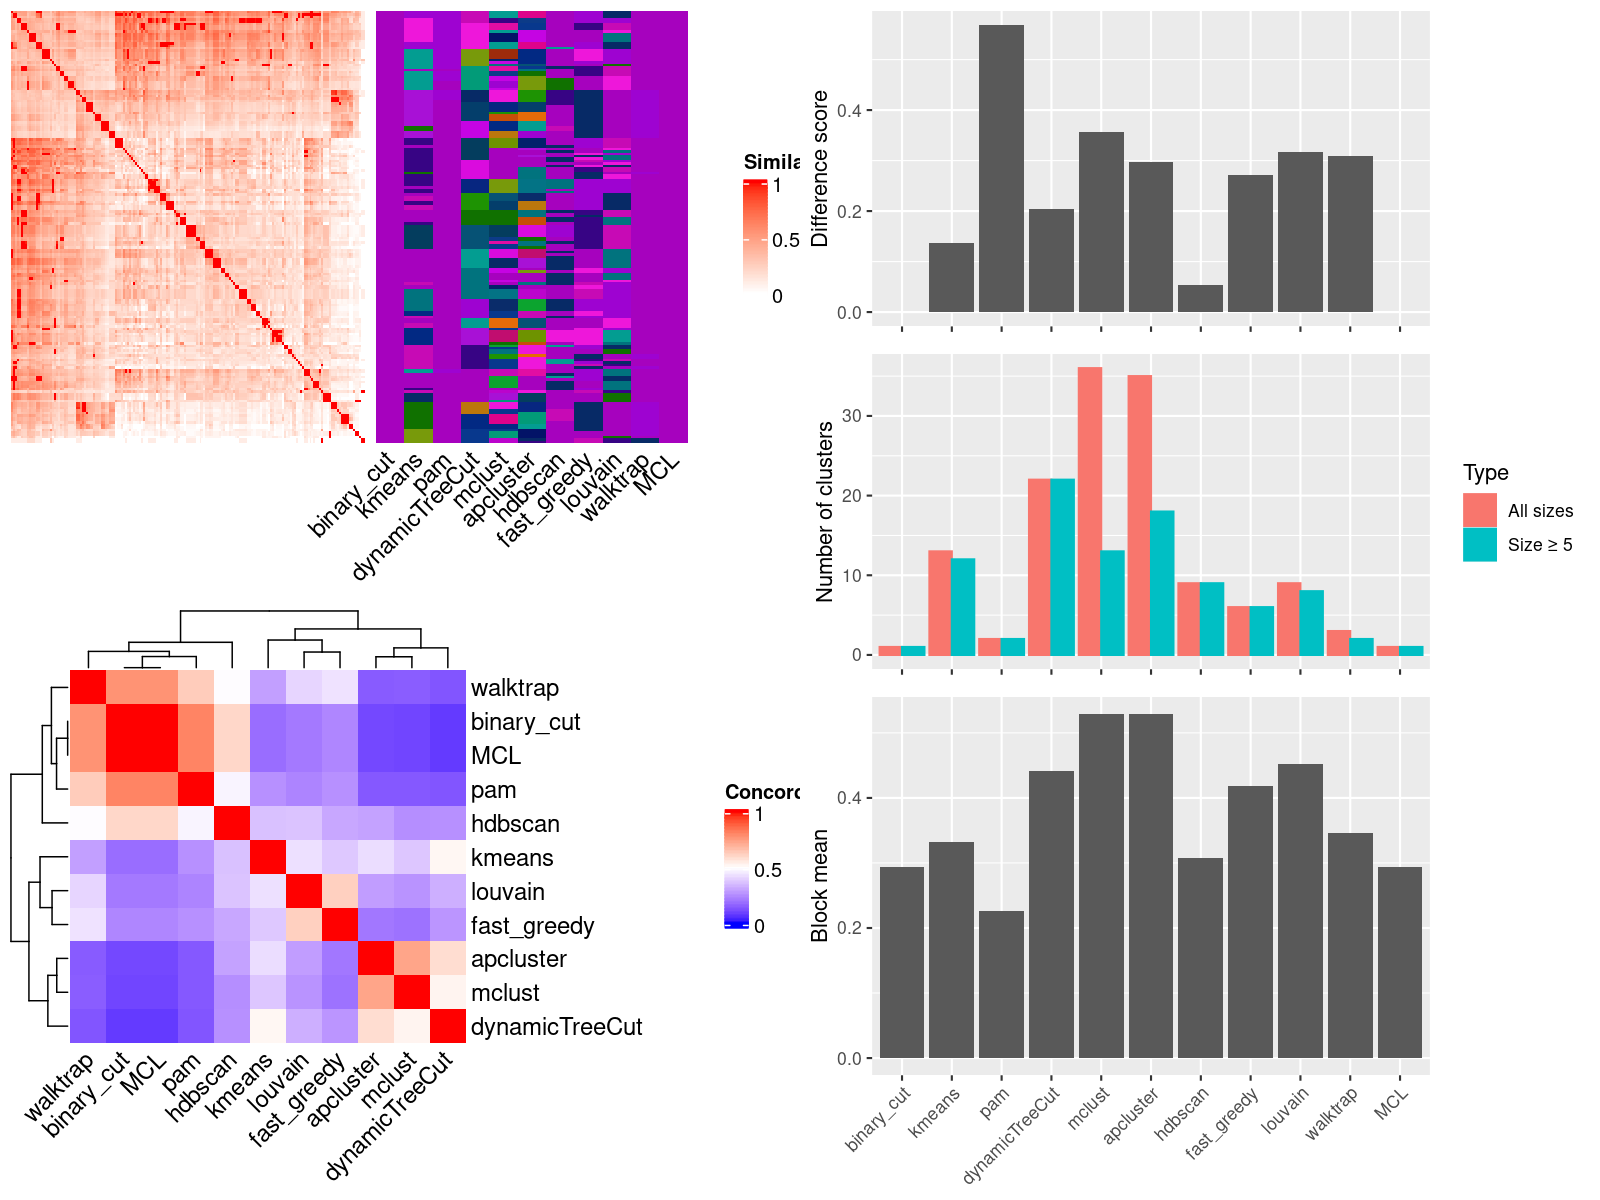 Simila
1
0.5
0
binary_cut
kmeans
pam
dynamicTreeCut
mclust
apcluster
hdbscan
fast_greedy
louvain
walktrap
MCL
walktrap
binary_cut
MCL
pam
hdbscan
kmeans
louvain
fast_greedy
apcluster
mclust
dynamicTreeCut
walktrap
binary_cut
MCL
pam
hdbscan
kmeans
louvain
fast_greedy
apcluster
mclust
dynamicTreeCut
Concord
1
0.5
0
Difference score
0.4
0.2
0.0
Number of clusters
30
20
10
0
Type
All sizes
Size ≥ 5
Block mean
0.4
0.2
0.0
binary_cut
kmeans
pam
dynamicTreeCut
mclust
apcluster
hdbscan
fast_greedy
louvain
walktrap
MCL